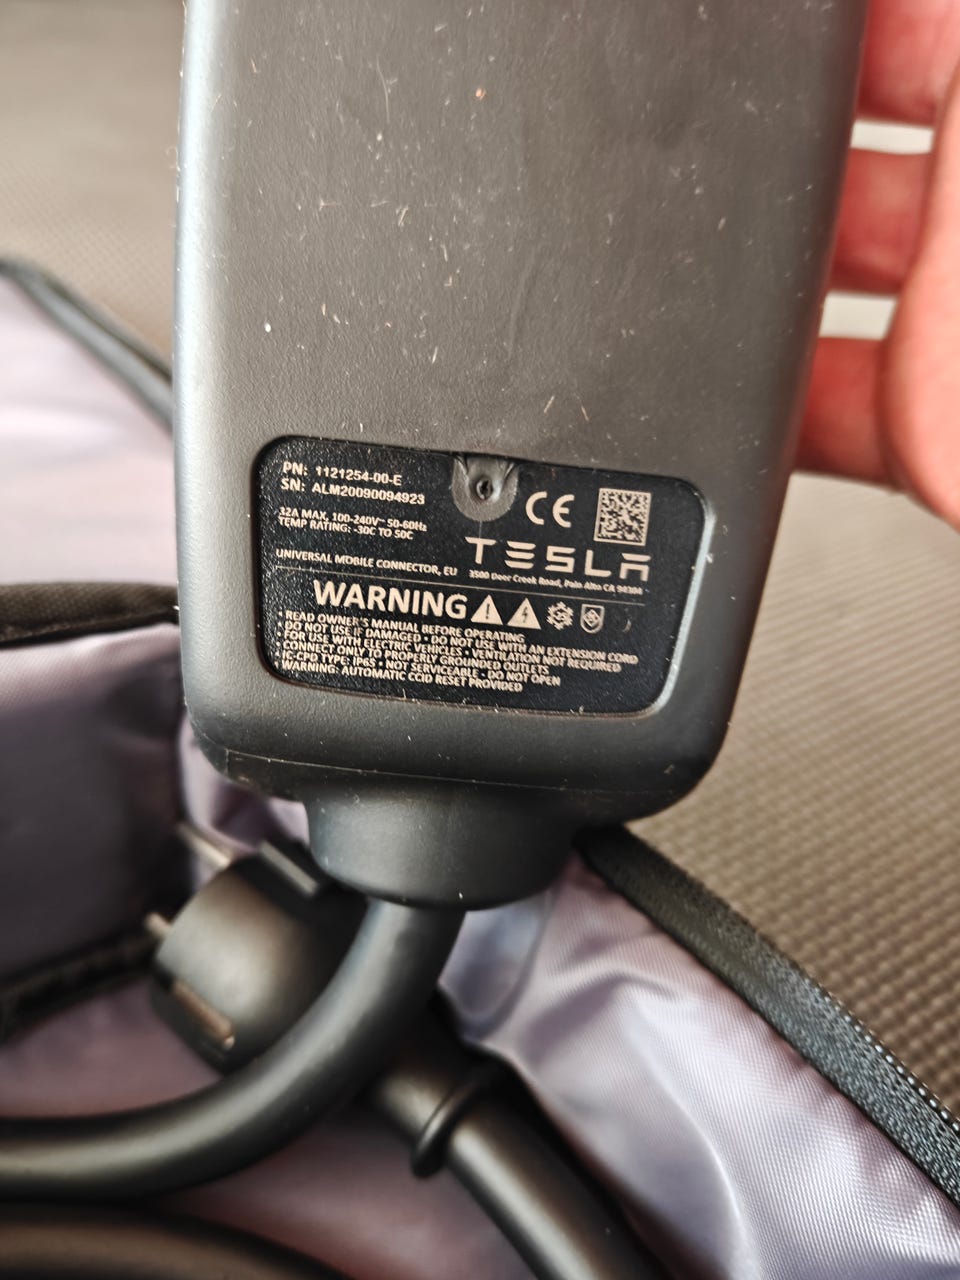 PN: 1121254-00-E
SN: ALM20090094923
32A MAX, 100-240V~ 50-60Hz
TEMP RATING: -30C TO 50C
UNIVERSAL MOBILE CONNECTOR, EU
CE
TESLA
3500 Deer Creek Road, Palo Alto CA 94304
WARNING
· READ OWNER'S MANUAL BEFORE OPERATING
· DO NOT USE IF DAMAGED · DO NOT USE WITH AN EXTENSION CORD
· FOR USE WITH ELECTRIC VEHICLES · VENTILATION NOT REQUIRED
· CONNECT ONLY TO PROPERLY GROUNDED OUTLETS
· IC-CPD TYPE: IP65 · NOT SERVICEABLE · DO NOT OPEN
WARNING: AUTOMATIC CCID RESET PROVIDED